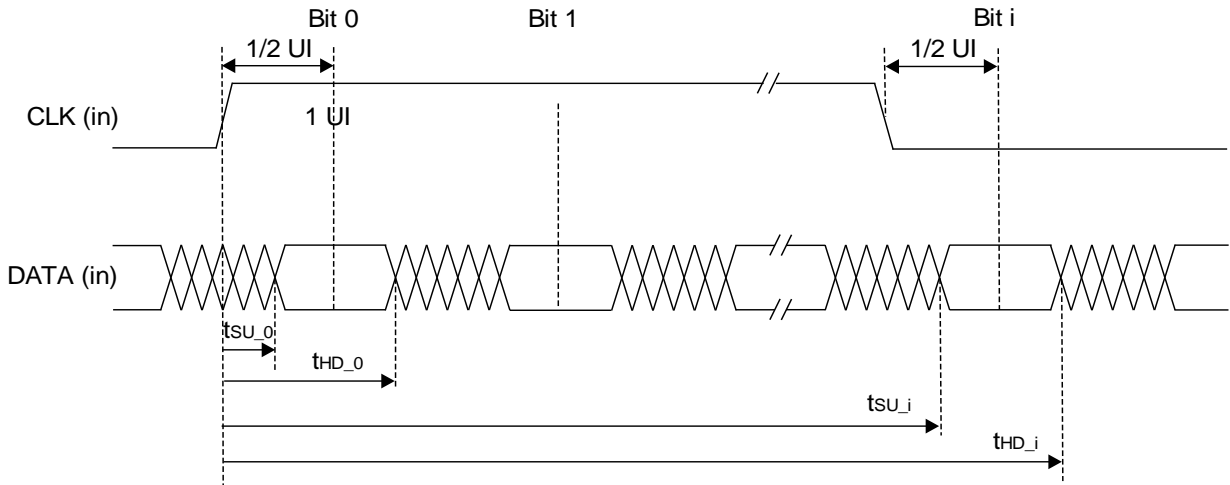 Bit 0 Bit 1 Bit i
1/2 UI 1/2 UI
CLK (in) 1 UI
DATA (in)
tSU_0
tHD_0
tSU_i
tHD_i